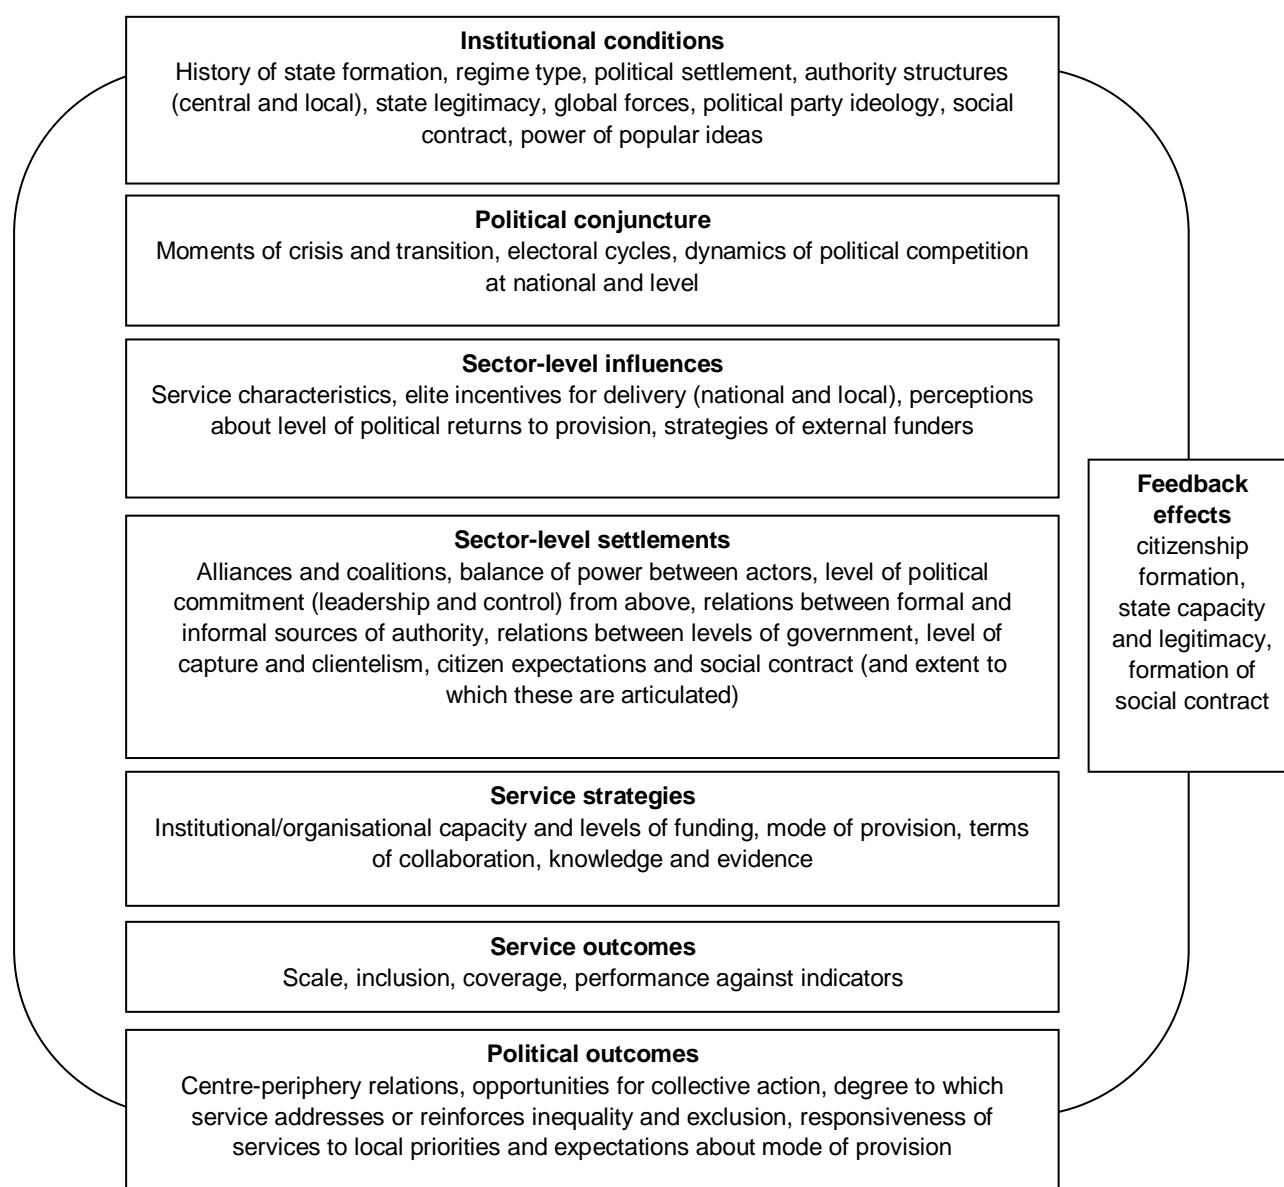 Institutional conditions
History of state formation, regime type, political settlement, authority structures
(central and local), state legitimacy, global forces, political party ideology, social
contract, power of popular ideas
Political conjuncture
Moments of crisis and transition, electoral cycles, dynamics of political competition
at national and level
Sector-level influences
Service characteristics, elite incentives for delivery (national and local), perceptions
about level of political returns to provision, strategies of external funders
Sector-level settlements
Alliances and coalitions, balance of power between actors, level of political
commitment (leadership and control) from above, relations between formal and
informal sources of authority, relations between levels of government, level of
capture and clientelism, citizen expectations and social contract (and extent to
which these are articulated)
Service strategies
Institutional/organisational capacity and levels of funding, mode of provision, terms
of collaboration, knowledge and evidence
Service outcomes
Scale, inclusion, coverage, performance against indicators
Political outcomes
Centre-periphery relations, opportunities for collective action, degree to which
service addresses or reinforces inequality and exclusion, responsiveness of
services to local priorities and expectations about mode of provision
Feedback
effects
citizenship
formation,
state capacity
and legitimacy,
formation of
social contract